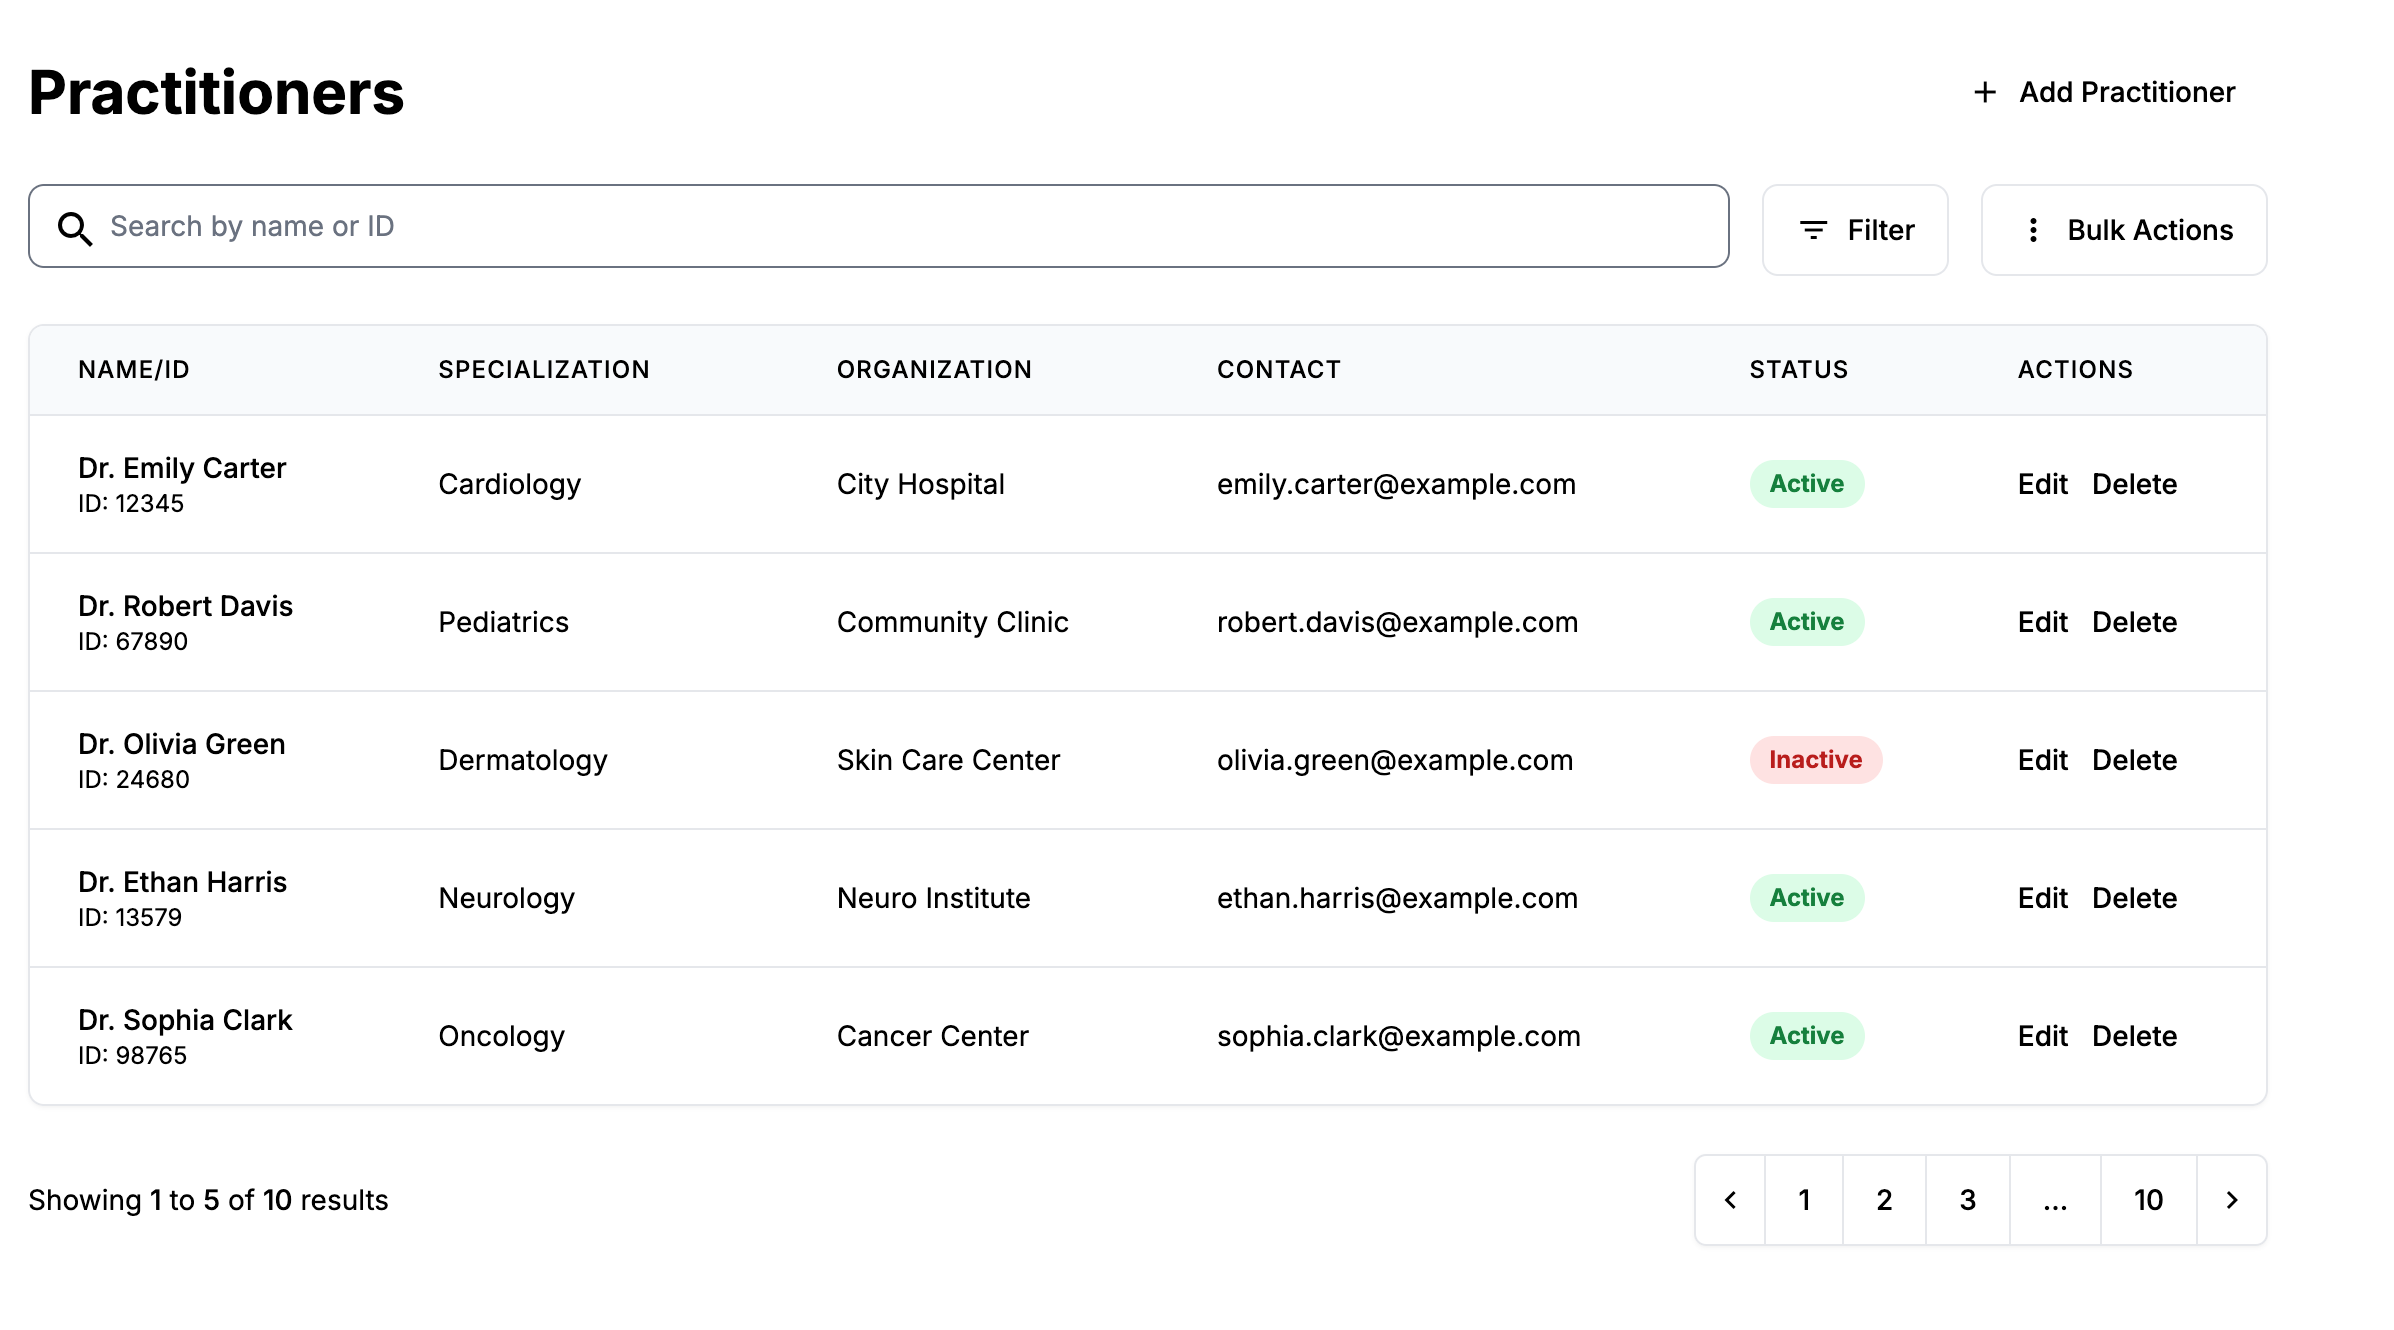 Practitioners
Add Practitioner
Search by name or ID
Filter
Bulk Actions
NAME/ID SPECIALIZATION ORGANIZATION CONTACT STATUS ACTIONS
Dr. Emily Carter
ID: 12345
Cardiology City Hospital emily.carter@example.com Active Edit Delete
Dr. Robert Davis
ID: 67890
Pediatrics Community Clinic robert.davis@example.com Active Edit Delete
Dr. Olivia Green
ID: 24680
Dermatology Skin Care Center olivia.green@example.com Inactive Edit Delete
Dr. Ethan Harris
ID: 13579
Neurology Neuro Institute ethan.harris@example.com Active Edit Delete
Dr. Sophia Clark
ID: 98765
Oncology Cancer Center sophia.clark@example.com Active Edit Delete
Showing 1 to 5 of 10 results
1 2 3 ... 10